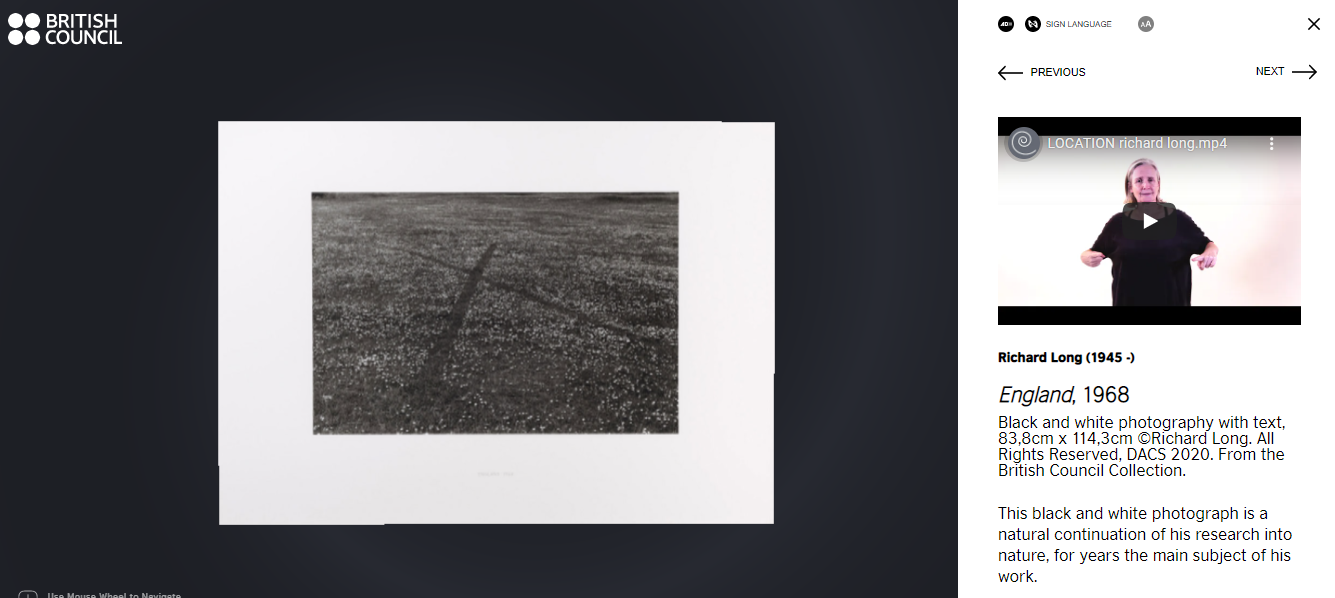 BRITISH
COUNCIL
AD
SIGN LANGUAGE
AA
PREVIOUS
NEXT
LOCATION richard long.mp4
Richard Long (1945 -)
England, 1968
Black and white photography with text,
83,8cm x 114,3cm ©Richard Long. All
Rights Reserved, DACS 2020. From the
British Council Collection.
This black and white photograph is a
natural continuation of his research into
nature, for years the main subject of his
work.
Use Mouse Wheel to Navigate